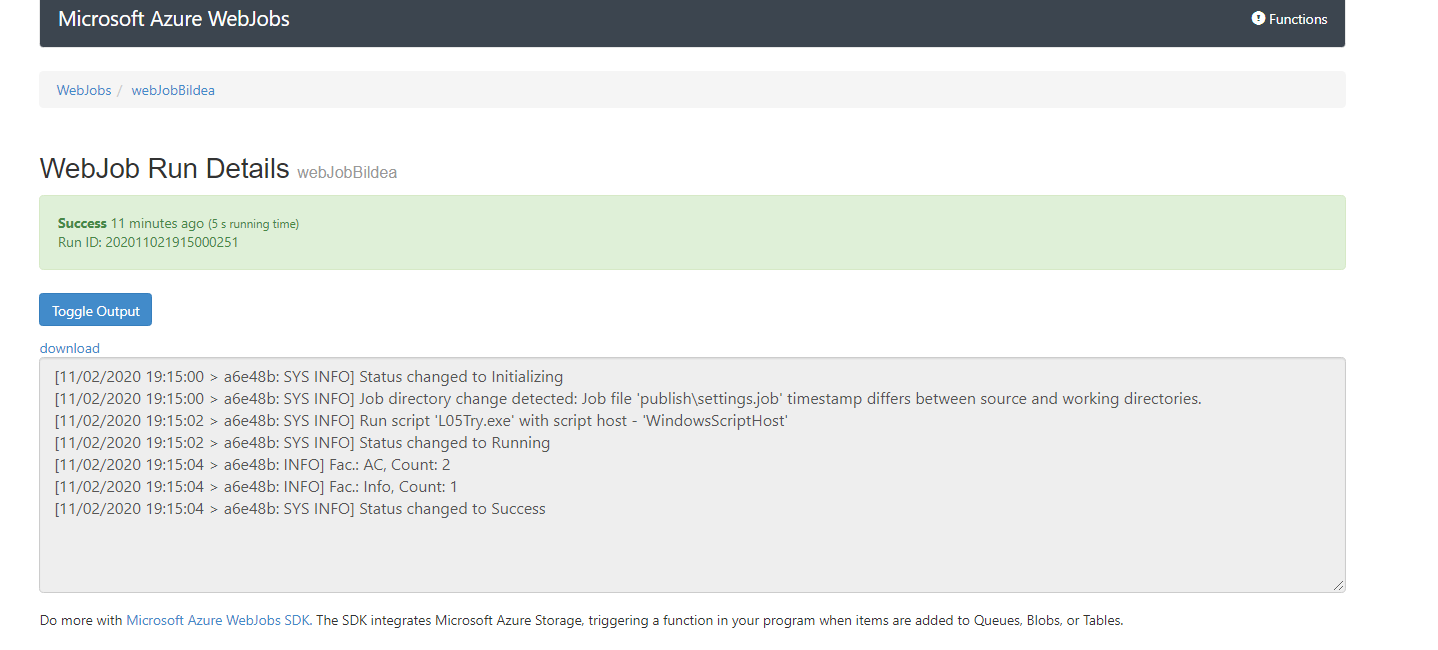 Microsoft Azure WebJobs
Functions
WebJobs / webJobBildea
WebJob Run Details webJobBildea
Success 11 minutes ago (5 s running time)
Run ID: 202011021915000251
Toggle Output
download
[11/02/2020 19:15:00 > a6e48b: SYS INFO] Status changed to Initializing
[11/02/2020 19:15:00 > a6e48b: SYS INFO] Job directory change detected: Job file 'publish\settings.job' timestamp differs between source and working directories.
[11/02/2020 19:15:02 > a6e48b: SYS INFO] Run script 'L05Try.exe' with script host - 'WindowsScriptHost'
[11/02/2020 19:15:02 > a6e48b: SYS INFO] Status changed to Running
[11/02/2020 19:15:04 > a6e48b: INFO] Fac.: AC, Count: 2
[11/02/2020 19:15:04 > a6e48b: INFO] Fac.: Info, Count: 1
[11/02/2020 19:15:04 > a6e48b: SYS INFO] Status changed to Success
Do more with Microsoft Azure WebJobs SDK. The SDK integrates Microsoft Azure Storage, triggering a function in your program when items are added to Queues, Blobs, or Tables.